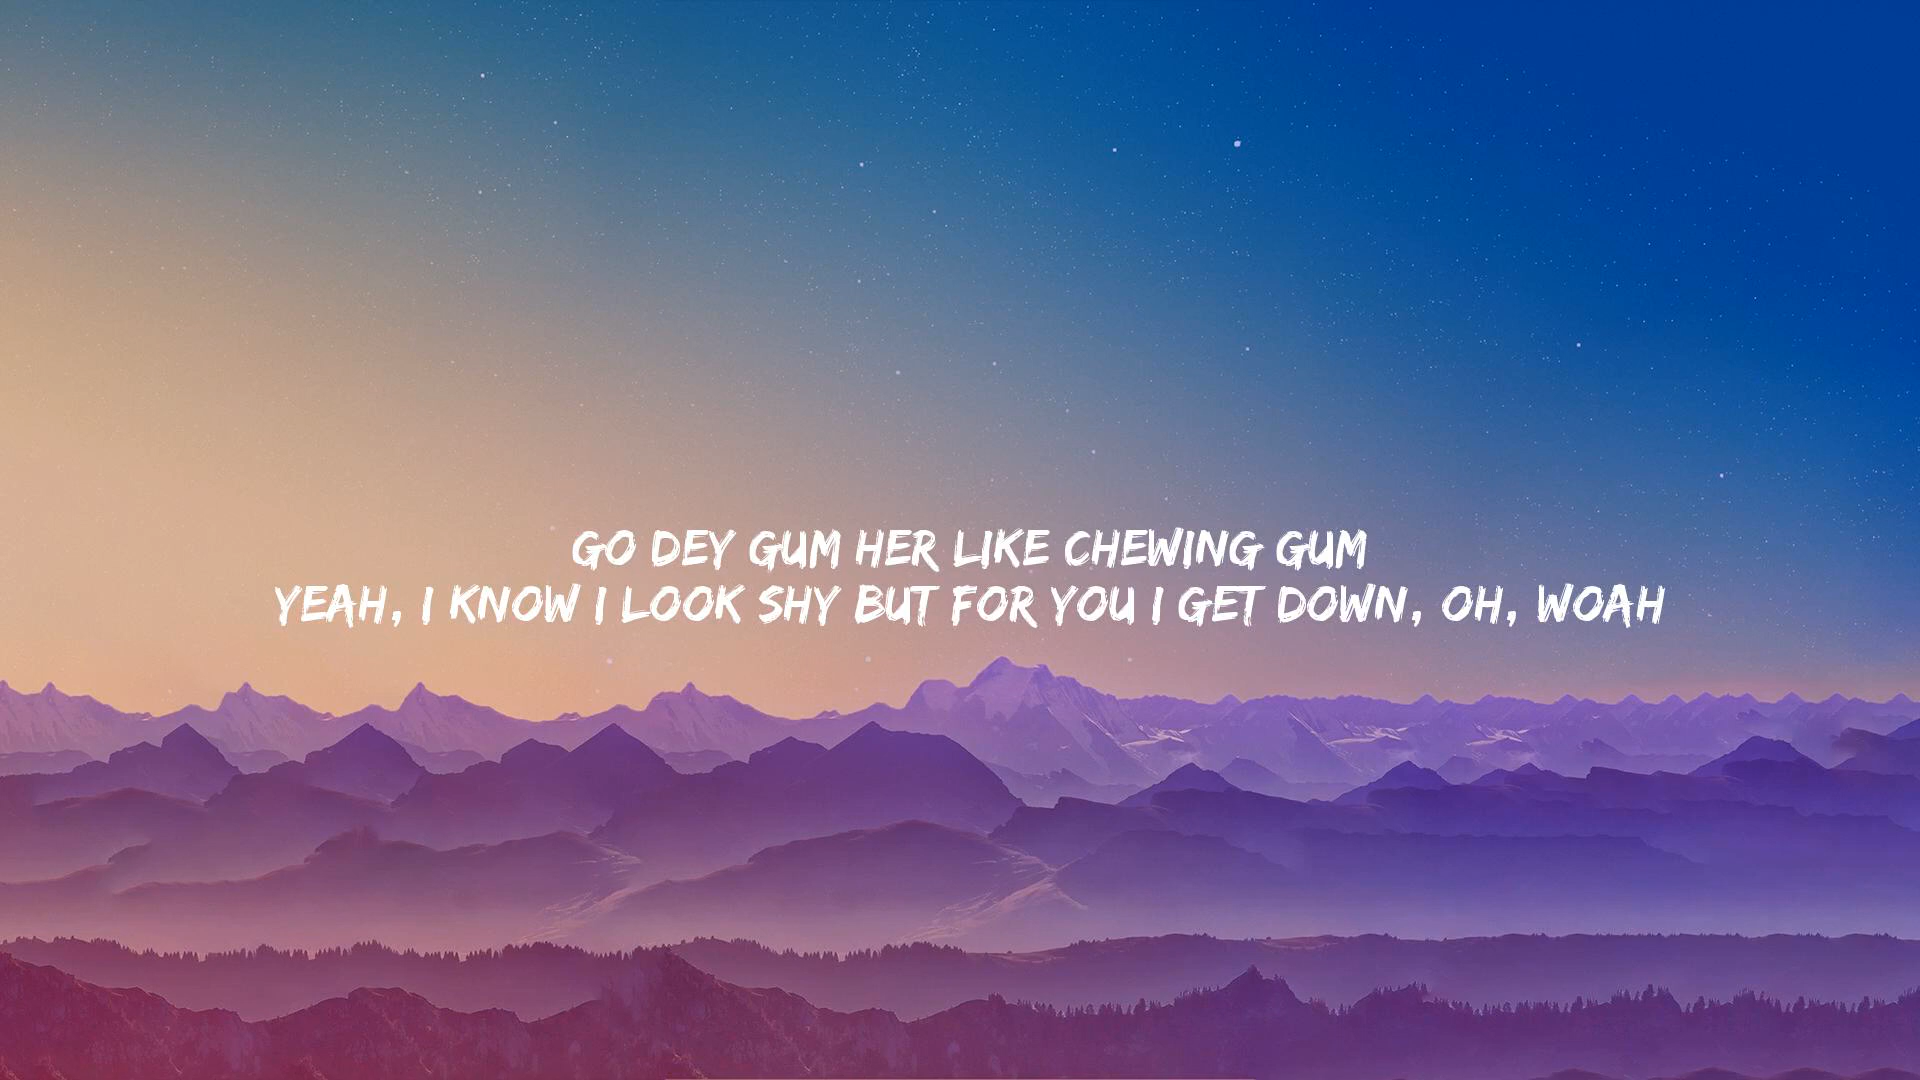 GO DEY GUM HER LIKE CHEWING GUM
YEAH, I KNOW I LOOK SHY BUT FOR YOU I GET DOWN, OH, WOAH